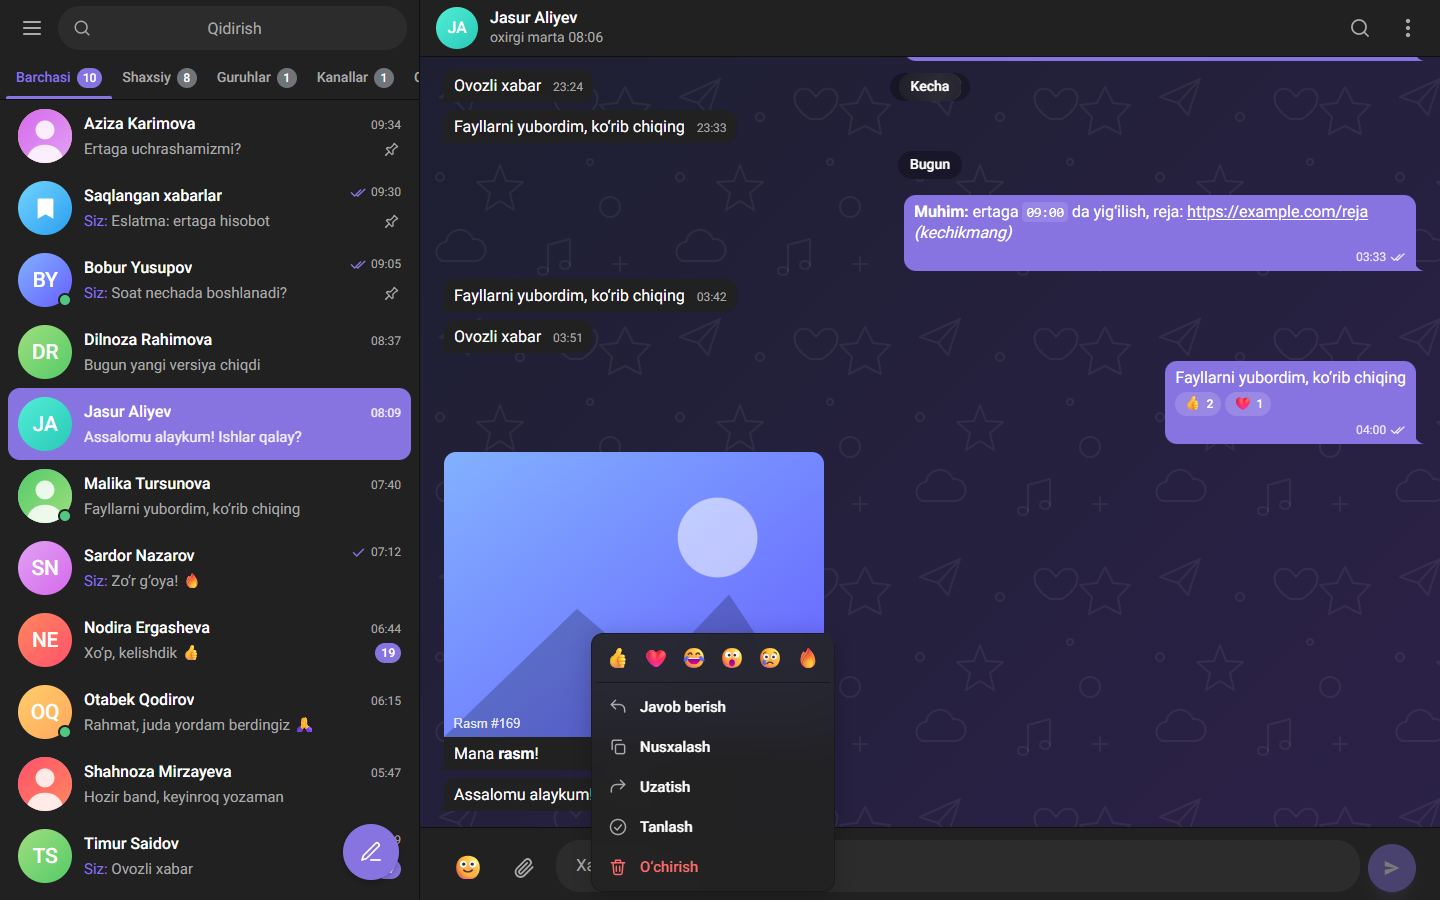 Qidirish
Barchasi 10
Shaxsiy 8
Guruhlar 1
Kanallar 1
Aziza Karimova 09:34
Ertaga uchrashamizmi?
Saqlangan xabarlar 09:30
Siz: Eslatma: ertaga hisobot
BY
Bobur Yusupov 09:05
Siz: Soat nechada boshlanadi?
DR
Dilnoza Rahimova 08:37
Bugun yangi versiya chiqdi
JA
Jasur Aliyev 08:09
Assalomu alaykum! Ishlar qalay?
Malika Tursunova 07:40
Fayllarni yubordim, ko‘rib chiqing
SN
Sardor Nazarov 07:12
Siz: Zo‘r g‘oya! 🔥
NE
Nodira Ergasheva 06:44
Xo‘p, kelishdik 👍 19
OQ
Otabek Qodirov 06:15
Rahmat, juda yordam berdingiz 🙏
Shahnoza Mirzayeva 05:47
Hozir band, keyinroq yozaman
TS
Timur Saidov
Siz: Ovozli xabar
JA
Jasur Aliyev
oxirgi marta 08:06
Ovozli xabar 23:24
Kecha
Fayllarni yubordim, ko‘rib chiqing 23:33
Bugun
Muhim: ertaga 09:00 da yig‘ilish, reja: https://example.com/reja
(kechikmang)
03:33
Fayllarni yubordim, ko‘rib chiqing 03:42
Ovozli xabar 03:51
Fayllarni yubordim, ko‘rib chiqing
👍 2 ❤️ 1
04:00
Rasm #169
Mana rasm!
Assalomu alaykum!
👍 ❤️ 😂 😮 😢 🔥
Javob berish
Nusxalash
Uzatish
Tanlash
O‘chirish